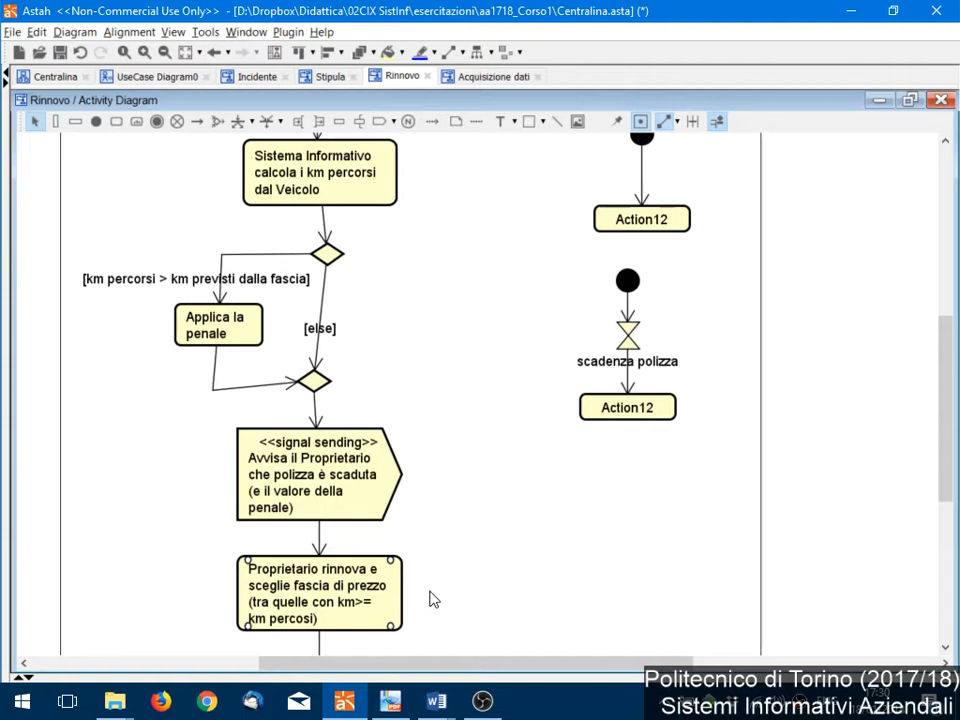 Astah <<Non-Commercial Use Only>> - [D:\Dropbox\Didattica\02CIX SistInf\esercitazioni\aa1718_Corso1\Centralina.asta] (*)
File Edit Diagram Alignment View Tools Window Plugin Help
Centralina UseCase Diagram0 Incidente Stipula Rinnovo Acquisizione dati
Rinnovo / Activity Diagram
N T
Sistema Informativo
calcola i km percorsi
dal Veicolo
Action12
[km percorsi > km previsti dalla fascia]
Applica la
penale
[else]
scadenza polizza
Action12
<<signal sending>>
Avvisa il Proprietario
che polizza è scaduta
(e il valore della
penale)
Proprietario rinnova e
sceglie fascia di prezzo
(tra quelle con km>=
km percosi)
Politecnico di Torino (2017/18)
7:30
Sistemi Informativi Aziendali